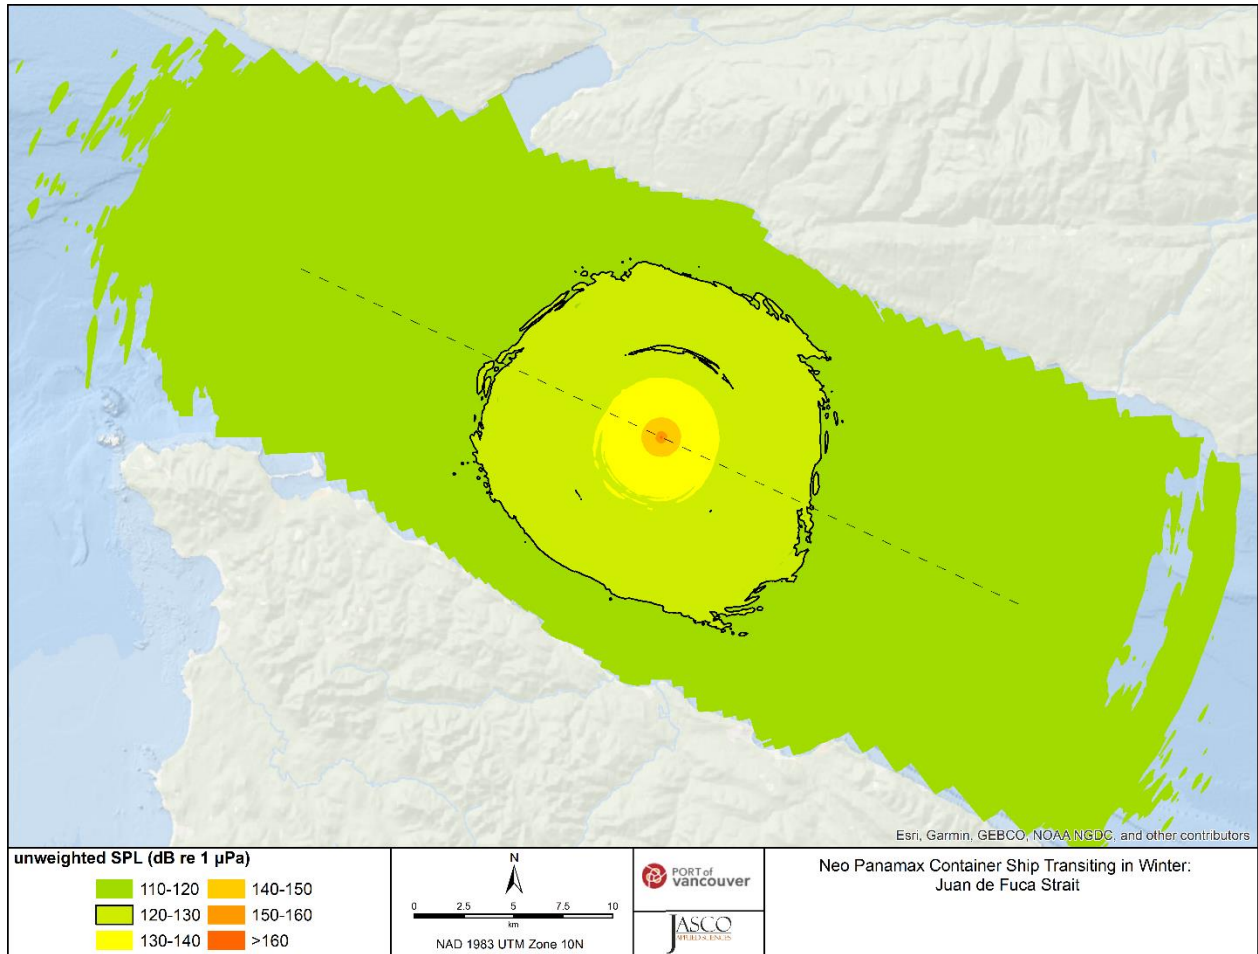 Esri, Garmin, GEBCO, NOAA NGDC, and other contributors
unweighted SPL (dB re 1 µPa)
110-120
120-130
130-140
140-150
150-160
>160
N
0 2.5 5 7.5 10
km
NAD 1983 UTM Zone 10N
PORT of
vancouver
JASCO
APPLIED SCIENCES
Neo Panamax Container Ship Transiting in Winter:
Juan de Fuca Strait